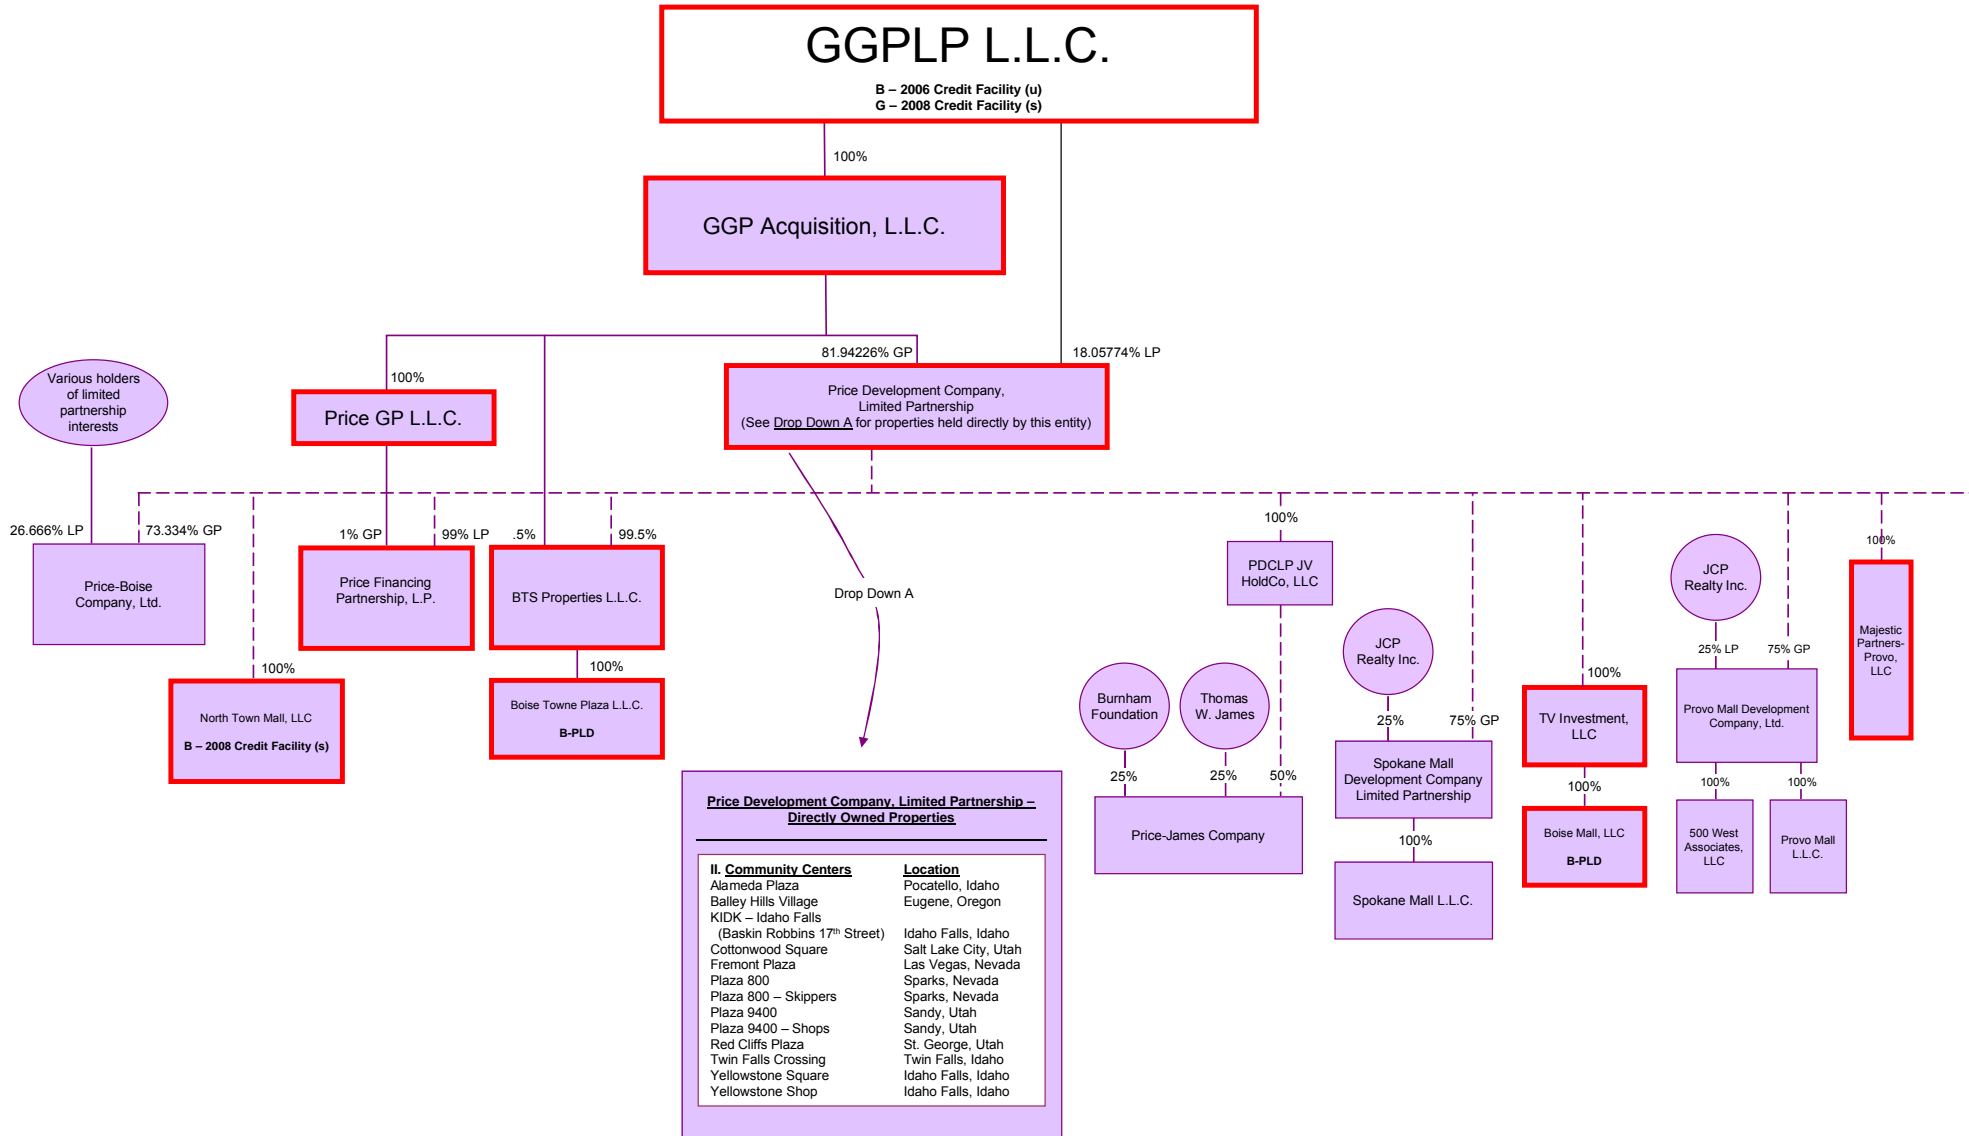 GGPLP L.L.C.
B – 2006 Credit Facility (u)
G – 2008 Credit Facility (s)
100%
GGP Acquisition, L.L.C.
81.94226% GP
18.05774% LP
Various holders
of limited
partnership
interests
100%
Price GP L.L.C.
Price Development Company,
Limited Partnership
(See Drop Down A for properties held directly by this entity)
26.666% LP
73.334% GP
1% GP
99% LP
.5%
99.5%
100%
100%
Price-Boise
Company, Ltd.
Price Financing
Partnership, L.P.
BTS Properties L.L.C.
Drop Down A
PDCLP JV
HoldCo, LLC
JCP
Realty Inc.
Majestic
Partners-
Provo,
LLC
100%
North Town Mall, LLC
B – 2008 Credit Facility (s)
100%
Boise Towne Plaza L.L.C.
B-PLD
Burnham
Foundation
Thomas
W. James
JCP
Realty Inc.
25% LP
75% GP
25%
75% GP
100%
TV Investment,
LLC
Provo Mall Development
Company, Ltd.
25%
25%
50%
Price-James Company
Spokane Mall
Development Company
Limited Partnership
100%
Spokane Mall L.L.C.
100%
Boise Mall, LLC
B-PLD
100%
100%
500 West
Associates,
LLC
Provo Mall
L.L.C.
Price Development Company, Limited Partnership –
Directly Owned Properties
II. Community Centers Location
Alameda Plaza Pocatello, Idaho
Balley Hills Village Eugene, Oregon
KIDK – Idaho Falls
(Baskin Robbins 17th Street) Idaho Falls, Idaho
Cottonwood Square Salt Lake City, Utah
Fremont Plaza Las Vegas, Nevada
Plaza 800 Sparks, Nevada
Plaza 800 – Skippers Sparks, Nevada
Plaza 9400 Sandy, Utah
Plaza 9400 – Shops Sandy, Utah
Red Cliffs Plaza St. George, Utah
Twin Falls Crossing Twin Falls, Idaho
Yellowstone Square Idaho Falls, Idaho
Yellowstone Shop Idaho Falls, Idaho